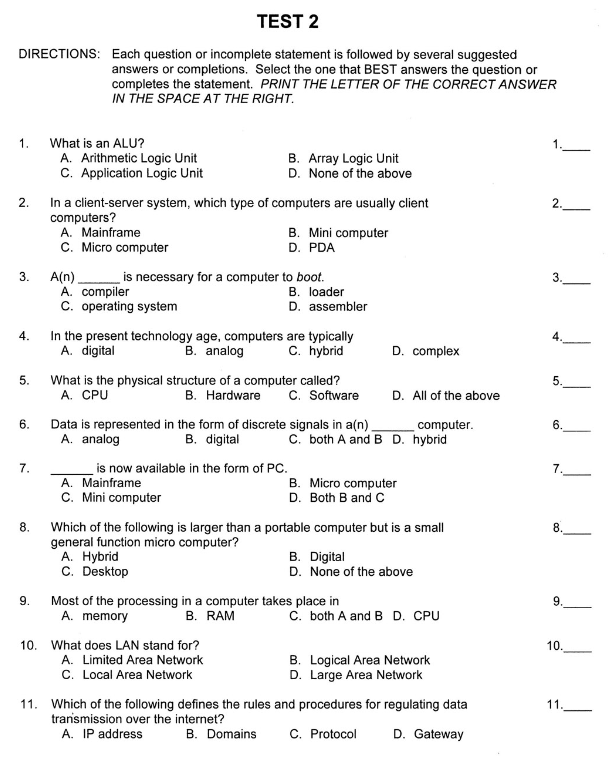 TEST 2
DIRECTIONS: Each question or incomplete statement is followed by several suggested
answers or completions. Select the one that BEST answers the question or
completes the statement. PRINT THE LETTER OF THE CORRECT ANSWER
IN THE SPACE AT THE RIGHT.
1. What is an ALU? 1.____
A. Arithmetic Logic Unit B. Array Logic Unit
C. Application Logic Unit D. None of the above
2. In a client-server system, which type of computers are usually client 2.____
computers?
A. Mainframe B. Mini computer
C. Micro computer D. PDA
3. A(n) ______ is necessary for a computer to boot. 3.____
A. compiler B. loader
C. operating system D. assembler
4. In the present technology age, computers are typically 4.____
A. digital B. analog C. hybrid D. complex
5. What is the physical structure of a computer called? 5.____
A. CPU B. Hardware C. Software D. All of the above
6. Data is represented in the form of discrete signals in a(n) ______ computer. 6.____
A. analog B. digital C. both A and B D. hybrid
7. ______ is now available in the form of PC. 7.____
A. Mainframe B. Micro computer
C. Mini computer D. Both B and C
8. Which of the following is larger than a portable computer but is a small 8.____
general function micro computer?
A. Hybrid B. Digital
C. Desktop D. None of the above
9. Most of the processing in a computer takes place in 9.____
A. memory B. RAM C. both A and B D. CPU
10. What does LAN stand for? 10.____
A. Limited Area Network B. Logical Area Network
C. Local Area Network D. Large Area Network
11. Which of the following defines the rules and procedures for regulating data 11.____
transmission over the internet?
A. IP address B. Domains C. Protocol D. Gateway